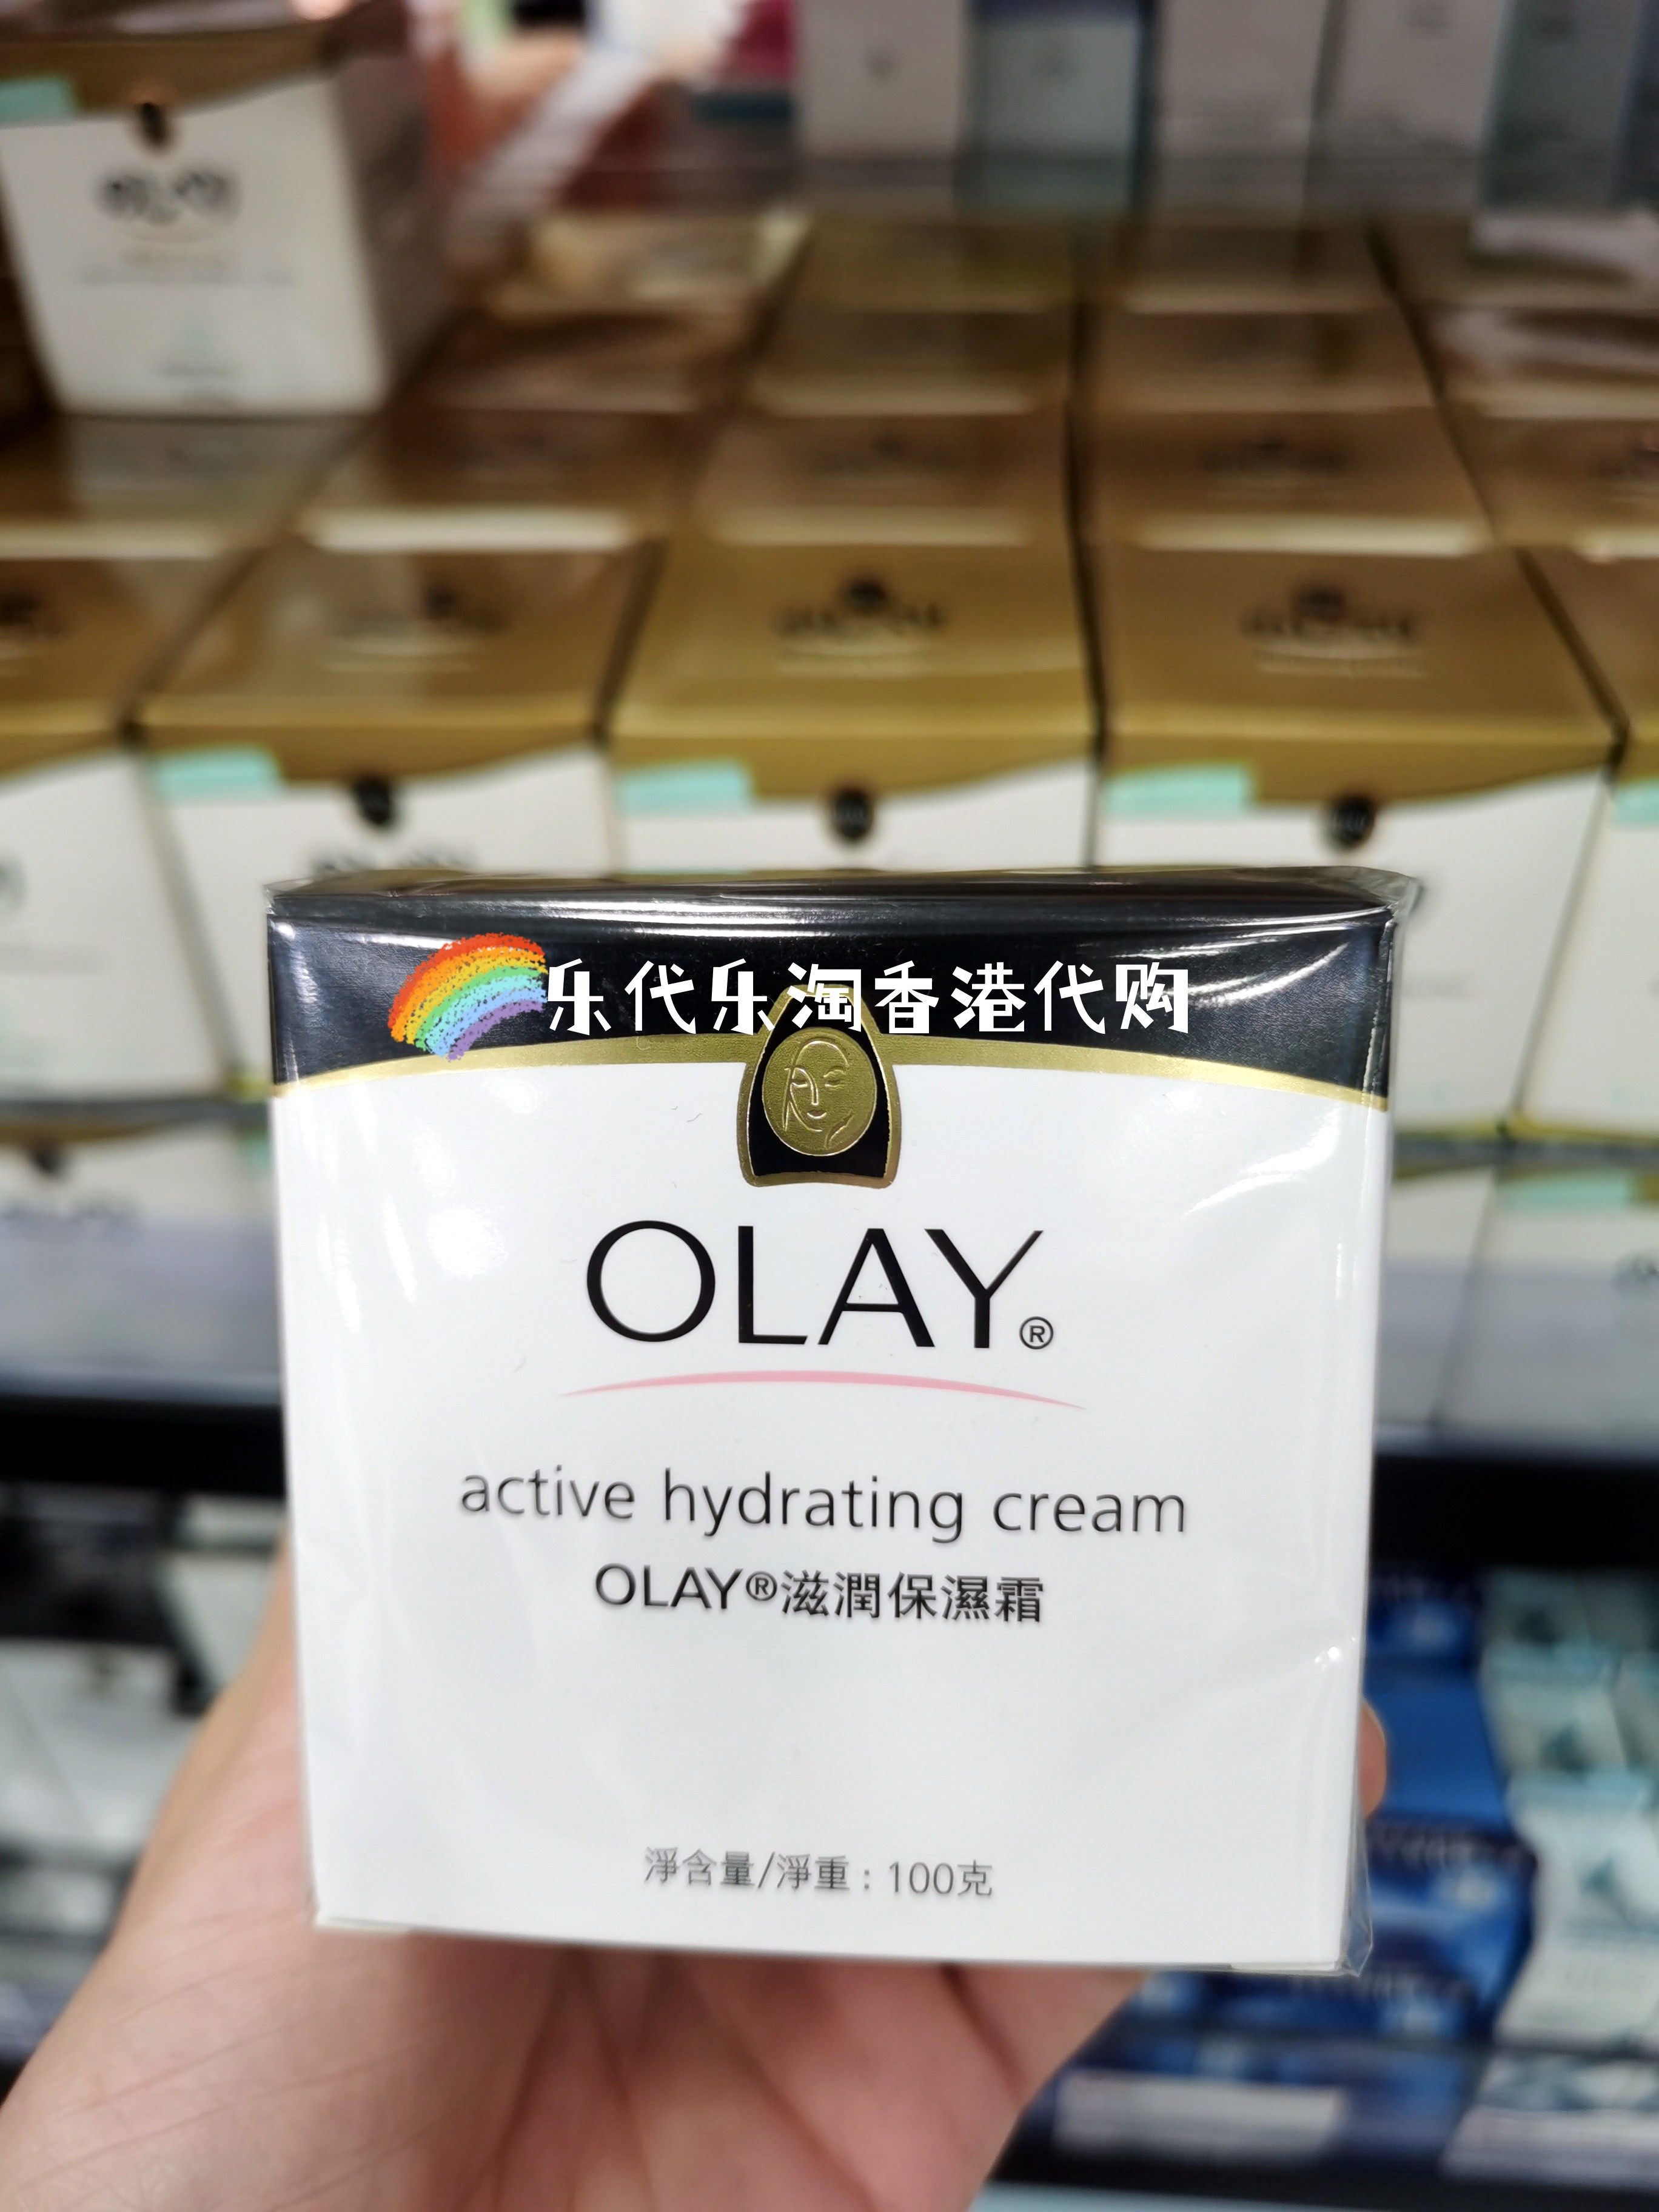 乐代乐淘香港代购
OLAY®
active hydrating cream
OLAY®滋潤保濕霜
淨含量/淨重：100克